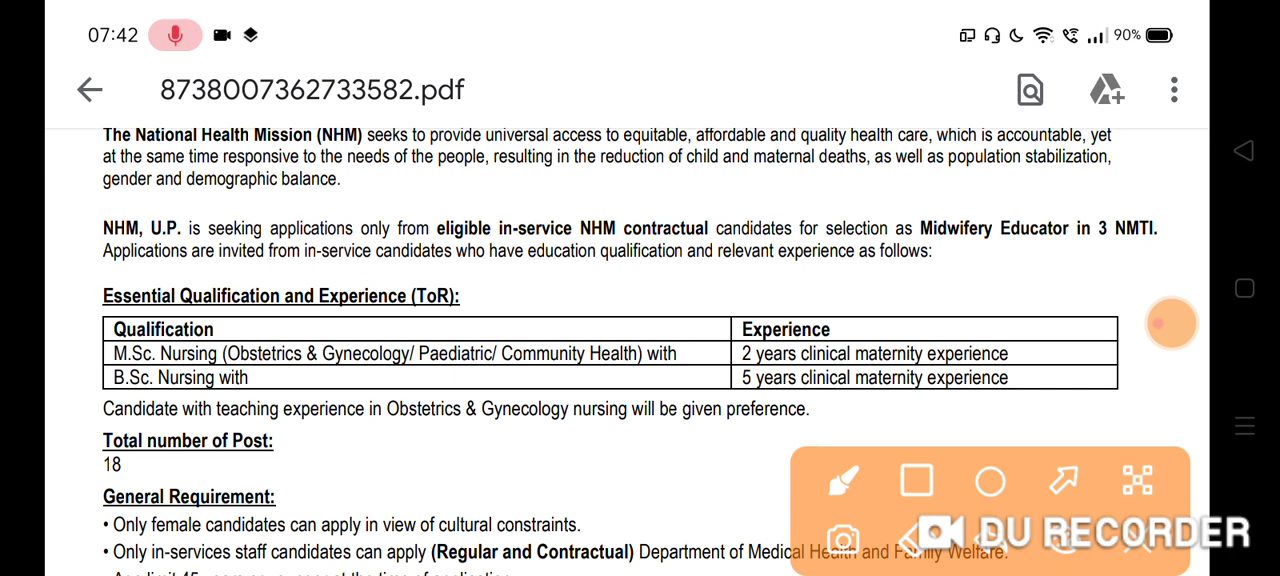 07:42
90%
8738007362733582.pdf
The National Health Mission (NHM) seeks to provide universal access to equitable, affordable and quality health care, which is accountable, yet
at the same time responsive to the needs of the people, resulting in the reduction of child and maternal deaths, as well as population stabilization,
gender and demographic balance.
NHM, U.P. is seeking applications only from eligible in-service NHM contractual candidates for selection as Midwifery Educator in 3 NMTI.
Applications are invited from in-service candidates who have education qualification and relevant experience as follows:
Essential Qualification and Experience (ToR):
Qualification Experience
M.Sc. Nursing (Obstetrics & Gynecology/ Paediatric/ Community Health) with 2 years clinical maternity experience
B.Sc. Nursing with 5 years clinical maternity experience
Candidate with teaching experience in Obstetrics & Gynecology nursing will be given preference.
Total number of Post:
18
General Requirement:
• Only female candidates can apply in view of cultural constraints.
• Only in-services staff candidates can apply (Regular and Contractual) Department of Medical Health and Family Welfare.
DU RECORDER